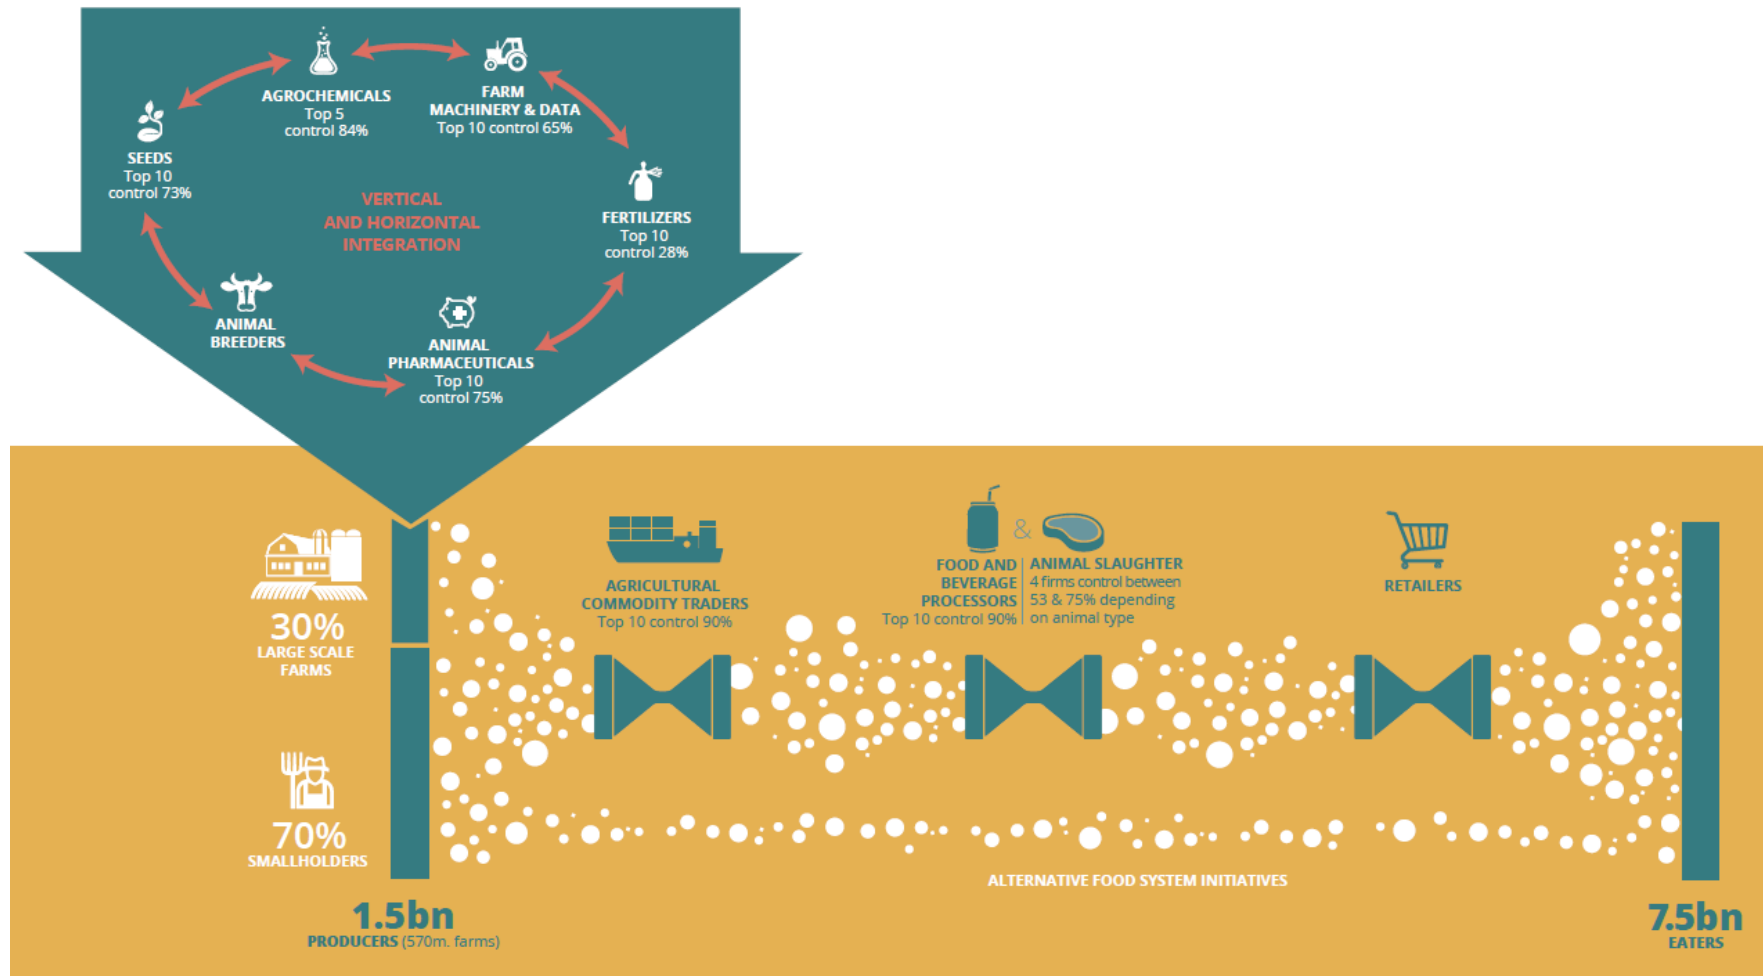 AGROCHEMICALS
Top 5
control 84%
FARM
MACHINERY & DATA
Top 10 control 65%
SEEDS
Top 10
control 73%
VERTICAL
AND HORIZONTAL
INTEGRATION
FERTILIZERS
Top 10
control 28%
ANIMAL
BREEDERS
ANIMAL
PHARMACEUTICALS
Top 10
control 75%
30%
LARGE SCALE
FARMS
70%
SMALLHOLDERS
1.5bn
PRODUCERS (570m. farms)
AGRICULTURAL
COMMODITY TRADERS
Top 10 control 90%
&
FOOD AND
BEVERAGE
PROCESSORS
Top 10 control 90%
ANIMAL SLAUGHTER
4 firms control between
53 & 75% depending
on animal type
RETAILERS
ALTERNATIVE FOOD SYSTEM INITIATIVES
7.5bn
EATERS